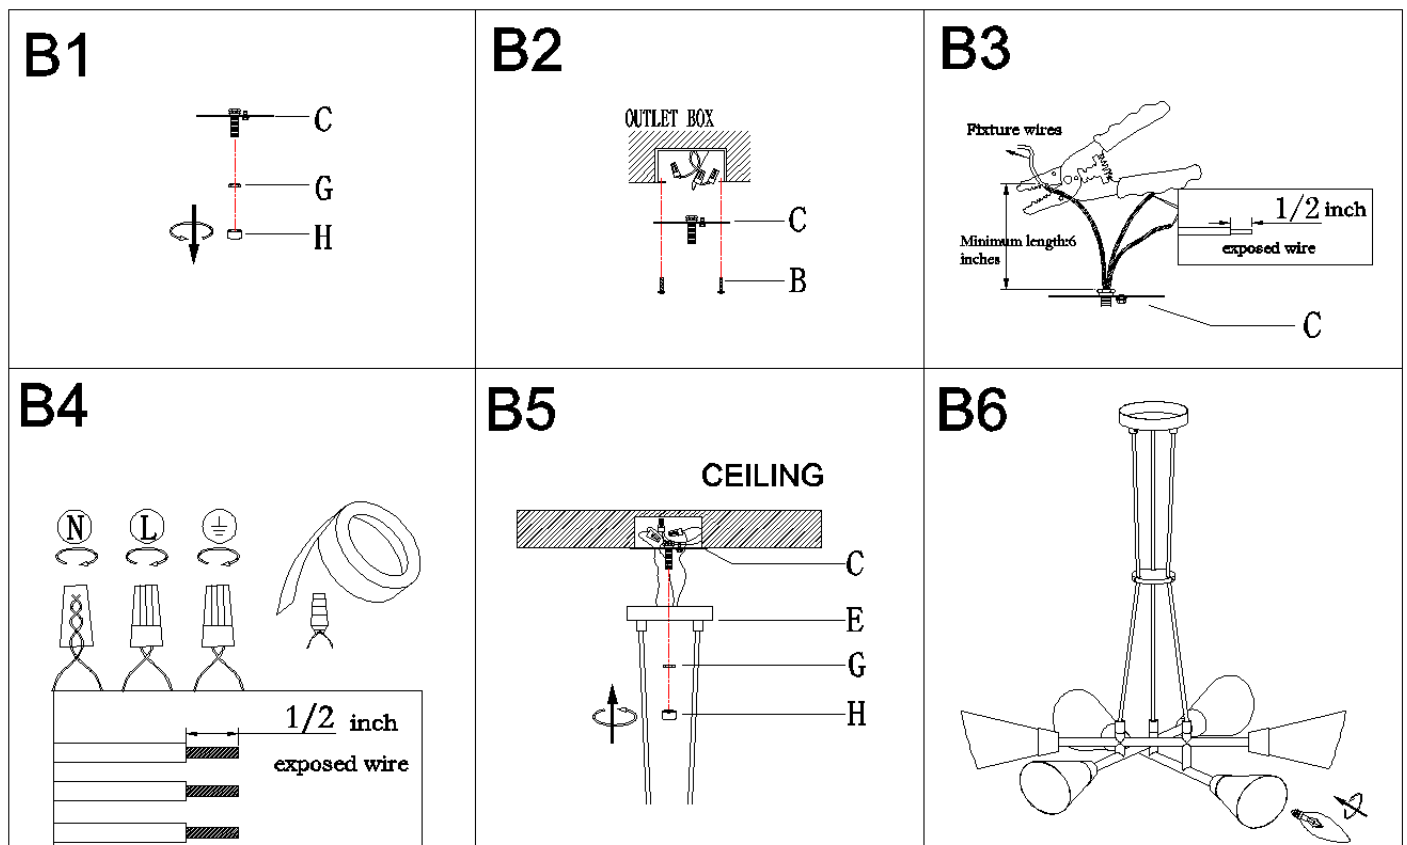 B1
C
G
H
B2
OUTLET BOX
C
B
B3
Fixture wires
1/2 inch
exposed wire
Minimum length:6
inches
C
B4
N
L
1/2 inch
exposed wire
B5
CEILING
C
E
G
H
B6